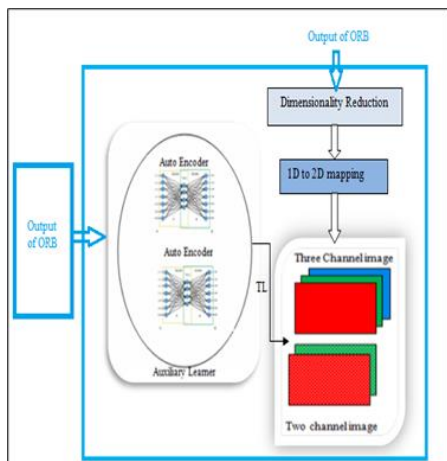 Output of ORB
Dimensionality Reduction
1D to 2D mapping
Output
of ORB
Auto Encoder
Auto Encoder
Auxiliary Learner
TL
Three Channel image
Two channel image